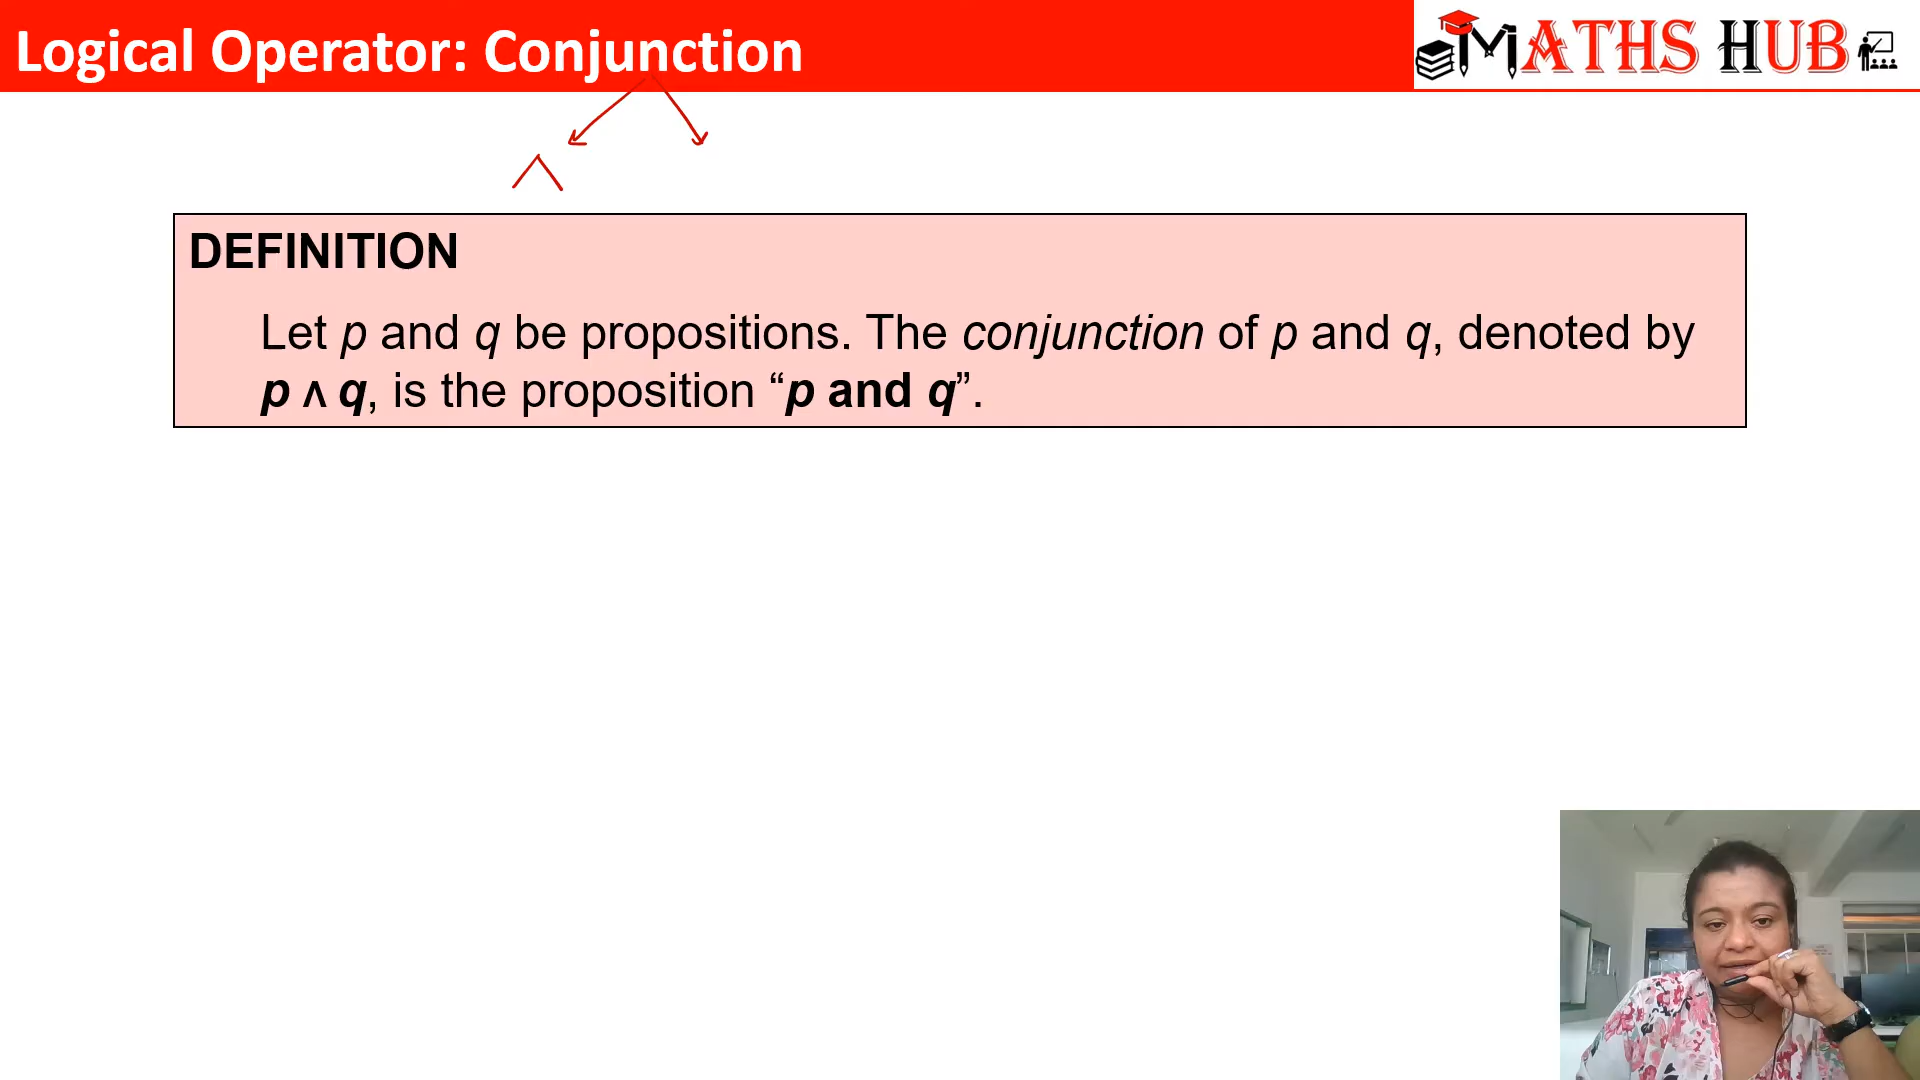 Logical Operator: Conjunction
MATHS HUB
∧
DEFINITION
Let p and q be propositions. The conjunction of p and q, denoted by
p ∧ q, is the proposition “p and q”.